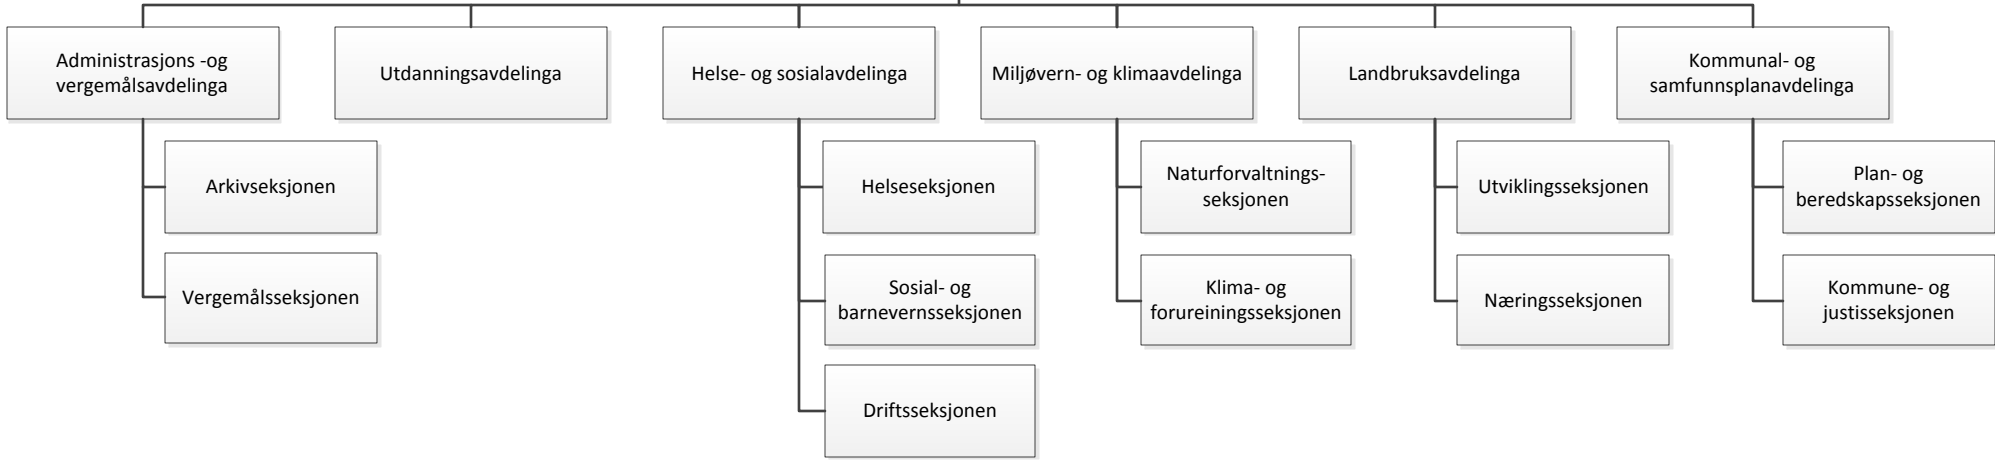 Administrasjons -og
vergemålsavdelinga
Utdanningsavdelinga
Helse- og sosialavdelinga
Miljøvern- og klimaavdelinga
Landbruksavdelinga
Kommunal- og
samfunnsplanavdelinga
Arkivseksjonen
Vergemålsseksjonen
Helseseksjonen
Sosial- og
barnevernsseksjonen
Driftsseksjonen
Naturforvaltnings-
seksjonen
Klima- og
forureiningsseksjonen
Utviklingsseksjonen
Næringsseksjonen
Plan- og
beredskapsseksjonen
Kommune- og
justisseksjonen